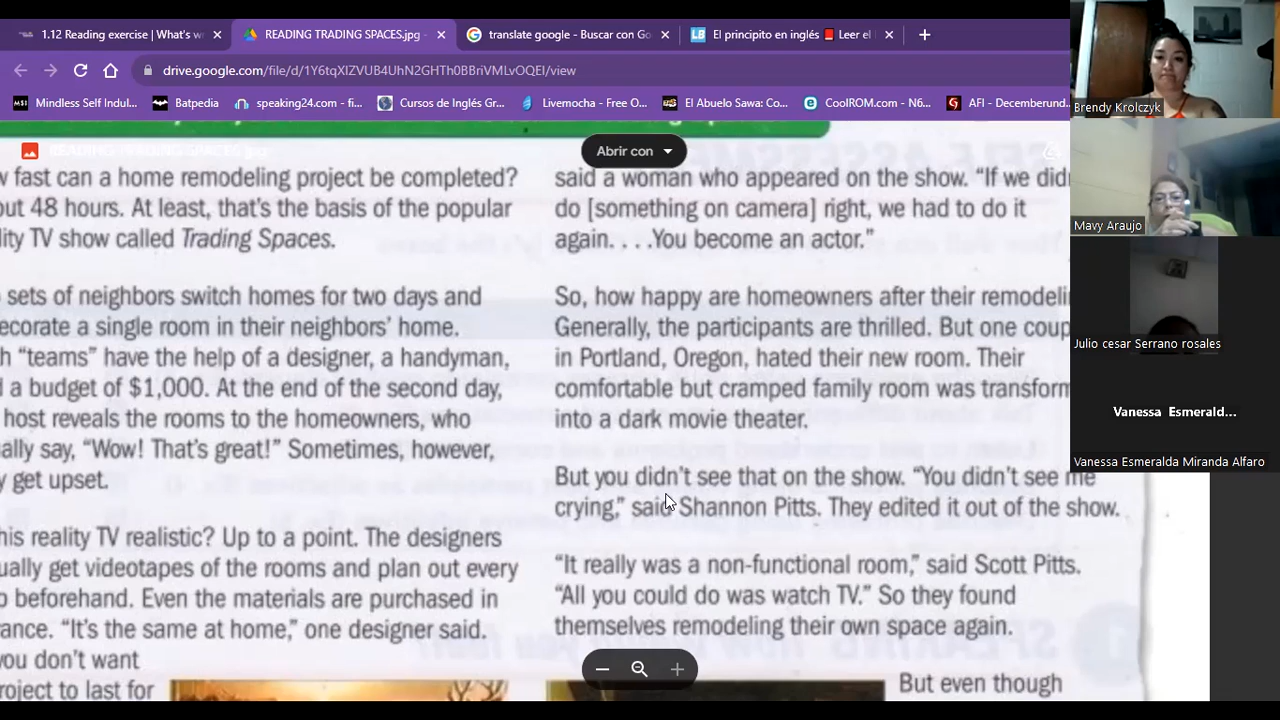 1.12 Reading exercise | What's w
READING TRADING SPACES.jpg
translate google - Buscar con Go
El principito en inglés 📕 Leer el
drive.google.com/file/d/1Y6tqXIZVUB4UhN2GHTh0BBriVMLvOQEI/view
Mindless Self Indul...
Batpedia
speaking24.com - fi...
Cursos de Inglés Gr...
Livemocha - Free O...
El Abuelo Sawa: Co...
CoolROM.com - N6...
AFI - Decemberund...
READING TRADING SPACES.jpg
Abrir con
w fast can a home remodeling project be completed?
out 48 hours. At least, that's the basis of the popular
lity TV show called Trading Spaces.
sets of neighbors switch homes for two days and
ecorate a single room in their neighbors' home.
h "teams" have the help of a designer, a handyman,
d a budget of $1,000. At the end of the second day,
host reveals the rooms to the homeowners, who
ally say, "Wow! That's great!" Sometimes, however,
y get upset.
his reality TV realistic? Up to a point. The designers
ually get videotapes of the rooms and plan out every
o beforehand. Even the materials are purchased in
ance. "It's the same at home," one designer said.
you don't want
roject to last for
said a woman who appeared on the show. "If we did
do [something on camera] right, we had to do it
again. . . . You become an actor."
So, how happy are homeowners after their remodeli
Generally, the participants are thrilled. But one coup
in Portland, Oregon, hated their new room. Their
comfortable but cramped family room was transform
into a dark movie theater.
But you didn't see that on the show. "You didn't see me
crying," said Shannon Pitts. They edited it out of the show.
"It really was a non-functional room," said Scott Pitts.
"All you could do was watch TV." So they found
themselves remodeling their own space again.
But even though
Brendy Krolczyk
Mavy Araujo
Julio cesar Serrano rosales
Vanessa Esmerald...
Vanessa Esmeralda Miranda Alfaro